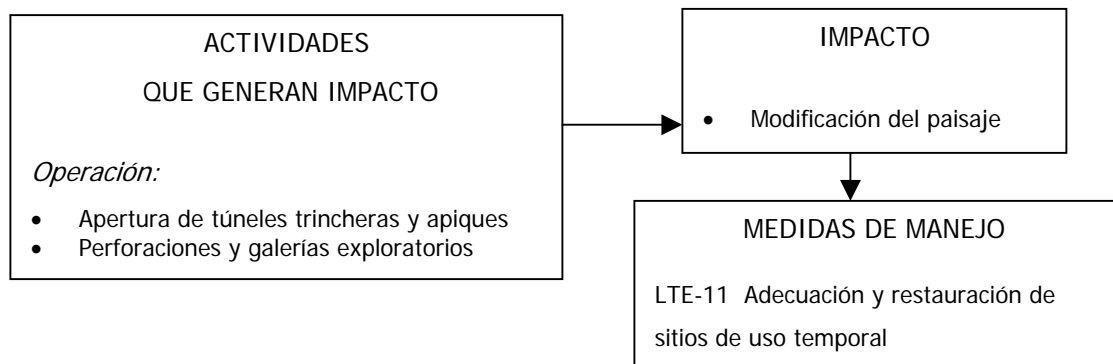 ACTIVIDADES
QUE GENERAN IMPACTO
Operación:
• Apertura de túneles trincheras y apiques
• Perforaciones y galerías exploratorios
IMPACTO
• Modificación del paisaje
MEDIDAS DE MANEJO
LTE-11 Adecuación y restauración de
sitios de uso temporal